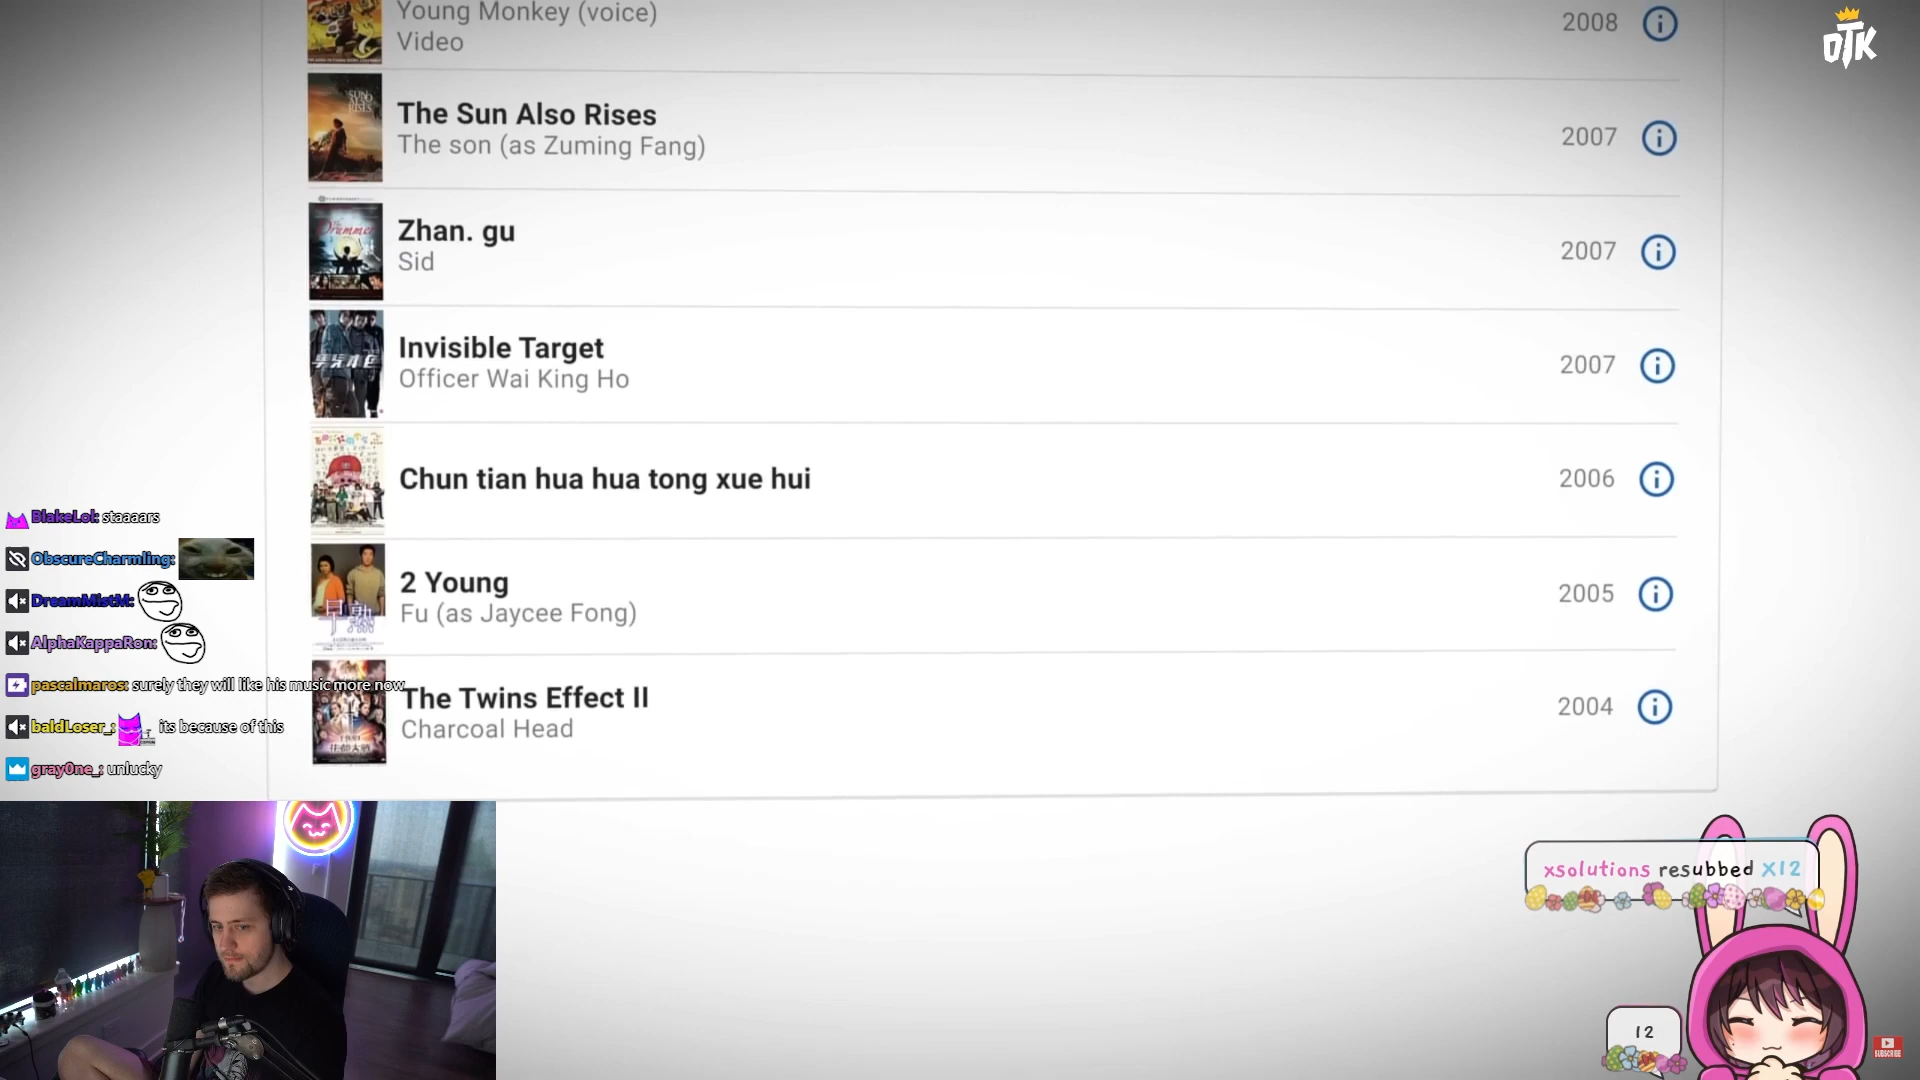 Young Monkey (voice)
Video
2008
OTK
The Sun Also Rises
The son (as Zuming Fang)
2007
Zhan. gu
Sid
2007
Invisible Target
Officer Wai King Ho
2007
Chun tian hua hua tong xue hui
2006
2 Young
Fu (as Jaycee Fong)
2005
The Twins Effect II
Charcoal Head
2004
BlakeLol: staaaars
ObscureCharmling:
DreamMistM:
AlphaKappaRon:
pascalmaros: surely they will like his music more now
baldLoser_: its because of this
gray0ne_: unlucky
xsolutions resubbed X12
12
SUBSCRIBE